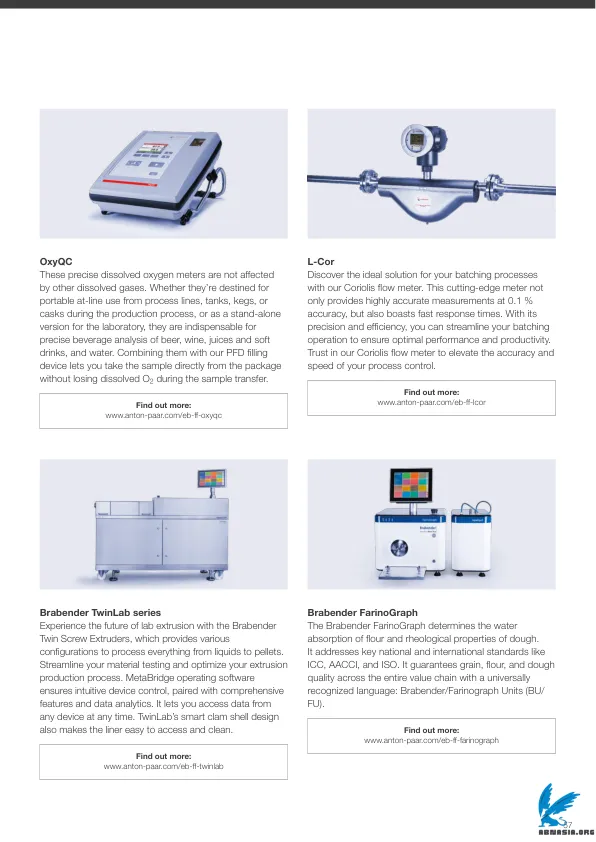 OxyQC
These precise dissolved oxygen meters are not affected
by other dissolved gases. Whether they're destined for
portable at-line use from process lines, tanks, kegs, or
casks during the production process, or as a stand-alone
version for the laboratory, they are indispensable for
precise beverage analysis of beer, wine, juices and soft
drinks, and water. Combining them with our PFD filling
device lets you take the sample directly from the package
without losing dissolved O₂ during the sample transfer.
Find out more:
www.anton-paar.com/eb-ff-oxyqc
L-Cor
Discover the ideal solution for your batching processes
with our Coriolis flow meter. This cutting-edge meter not
only provides highly accurate measurements at 0.1 %
accuracy, but also boasts fast response times. With its
precision and efficiency, you can streamline your batching
operation to ensure optimal performance and productivity.
Trust in our Coriolis flow meter to elevate the accuracy and
speed of your process control.
Find out more:
www.anton-paar.com/eb-ff-lcor
Brabender TwinLab series
Experience the future of lab extrusion with the Brabender
Twin Screw Extruders, which provides various
configurations to process everything from liquids to pellets.
Streamline your material testing and optimize your extrusion
production process. MetaBridge operating software
ensures intuitive device control, paired with comprehensive
features and data analytics. It lets you access data from
any device at any time. TwinLab's smart clam shell design
also makes the liner easy to access and clean.
Find out more:
www.anton-paar.com/eb-ff-twinlab
Brabender
Brabender FarinoGraph
The Brabender FarinoGraph determines the water
absorption of flour and rheological properties of dough.
It addresses key national and international standards like
ICC, AACCI, and ISO. It guarantees grain, flour, and dough
quality across the entire value chain with a universally
recognized language: Brabender/Farinograph Units (BU/
FU).
Find out more:
www.anton-paar.com/eb-ff-farinograph
67
ABNASIA.ORG